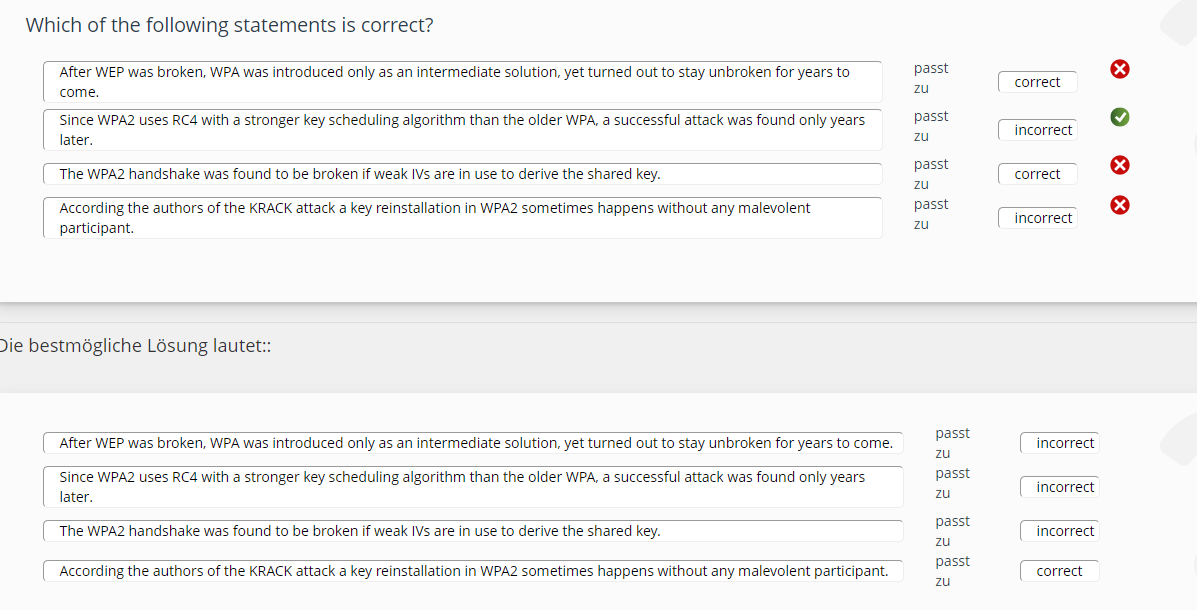 Which of the following statements is correct?
After WEP was broken, WPA was introduced only as an intermediate solution, yet turned out to stay unbroken for years to
come.
passt
zu
correct
Since WPA2 uses RC4 with a stronger key scheduling algorithm than the older WPA, a successful attack was found only years
later.
passt
zu
incorrect
The WPA2 handshake was found to be broken if weak IVs are in use to derive the shared key.
passt
zu
correct
According the authors of the KRACK attack a key reinstallation in WPA2 sometimes happens without any malevolent
participant.
passt
zu
incorrect
Die bestmögliche Lösung lautet::
After WEP was broken, WPA was introduced only as an intermediate solution, yet turned out to stay unbroken for years to come.
passt
zu
incorrect
Since WPA2 uses RC4 with a stronger key scheduling algorithm than the older WPA, a successful attack was found only years
later.
passt
zu
incorrect
The WPA2 handshake was found to be broken if weak IVs are in use to derive the shared key.
passt
zu
incorrect
According the authors of the KRACK attack a key reinstallation in WPA2 sometimes happens without any malevolent participant.
passt
zu
correct